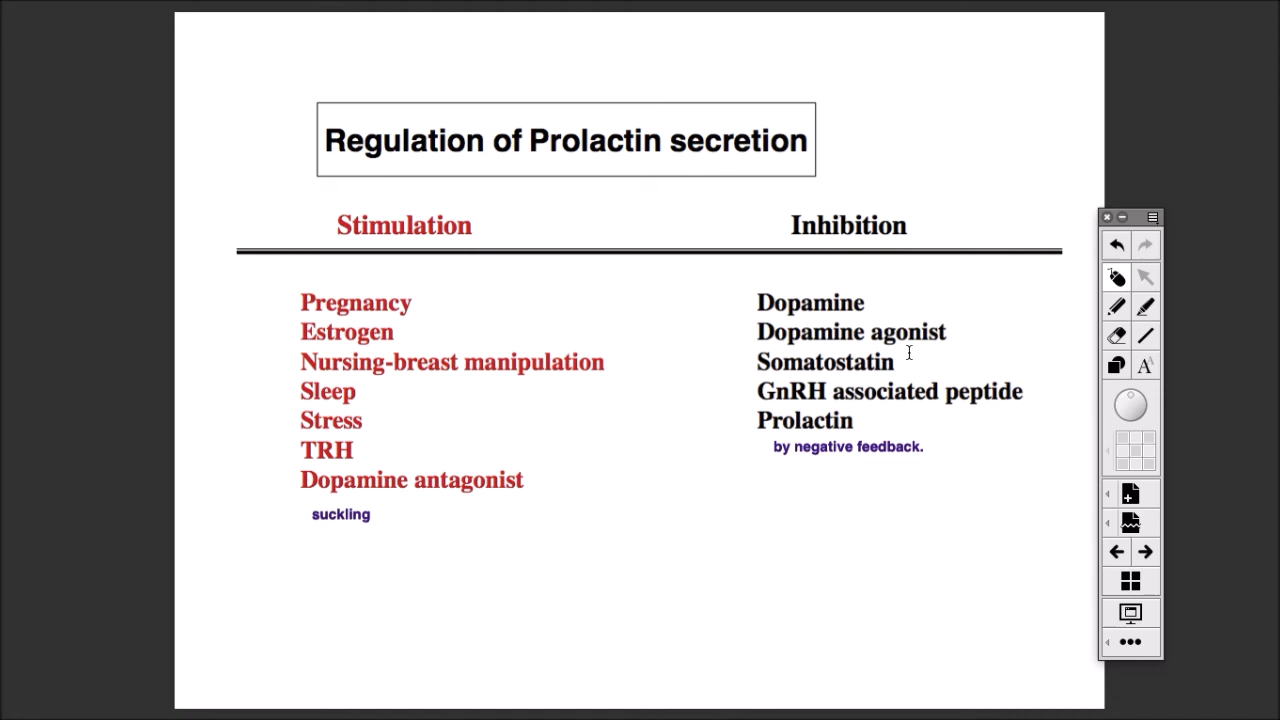 Regulation of Prolactin secretion
Stimulation
Inhibition
Pregnancy
Estrogen
Nursing-breast manipulation
Sleep
Stress
TRH
Dopamine antagonist
suckling
Dopamine
Dopamine agonist
Somatostatin
GnRH associated peptide
Prolactin
by negative feedback.